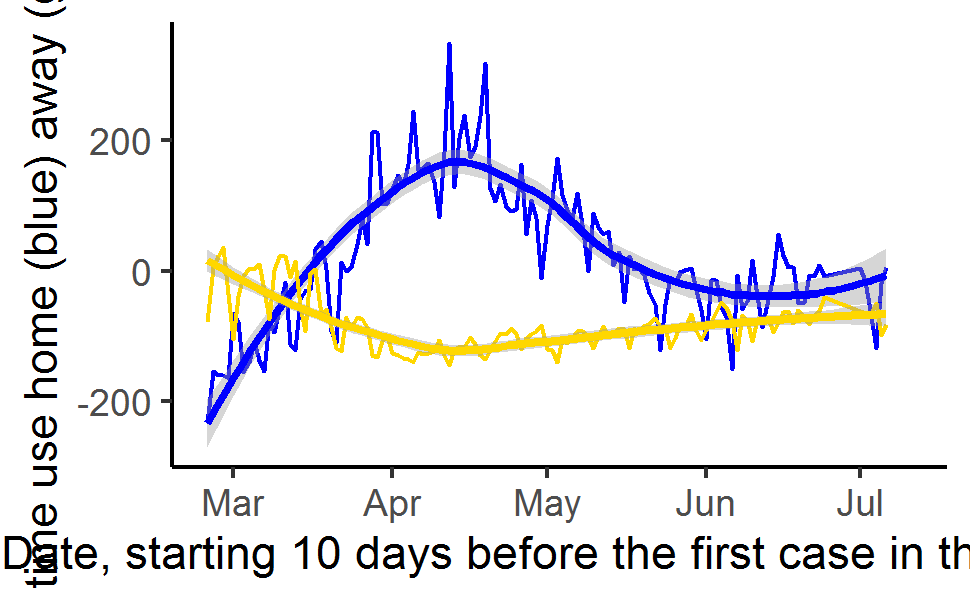 time use home (blue) away (
200
0
-200
Mar Apr May Jun Jul
Date, starting 10 days before the first case in th